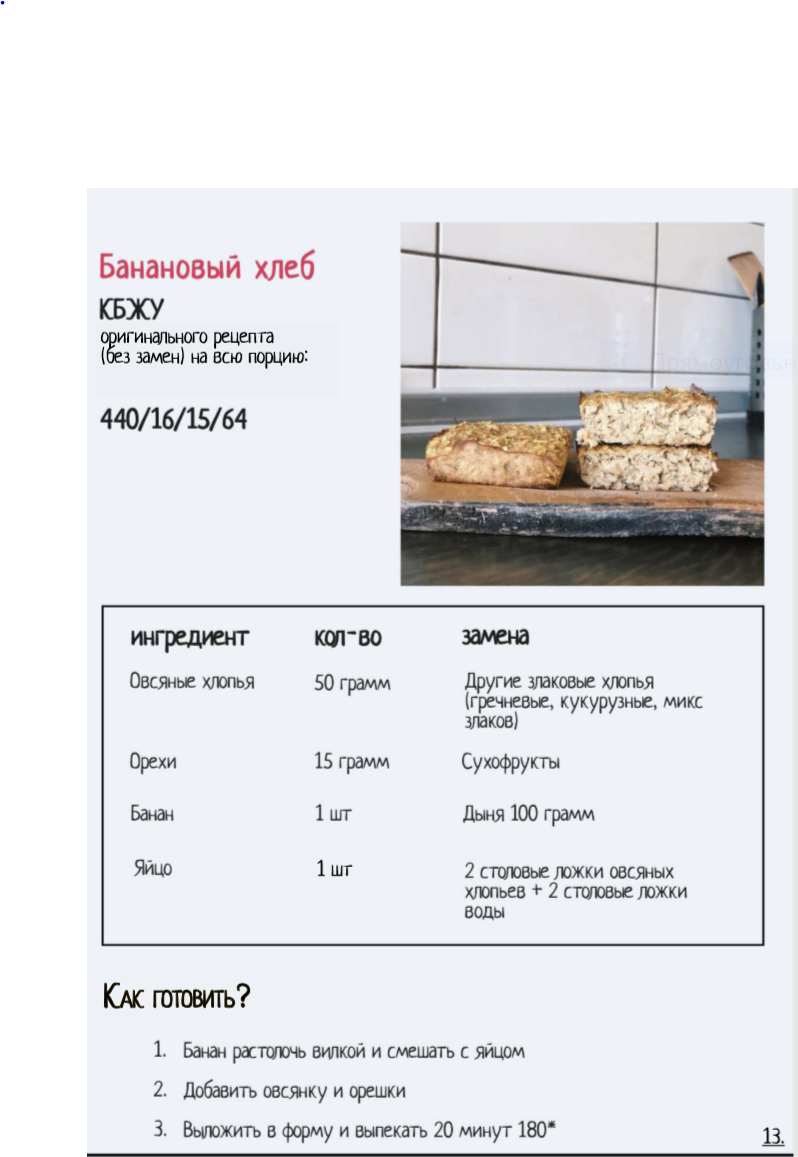 Банановый хлеб
КБЖУ
оригинального рецепта
(без замен) на всю порцию:
440/16/15/64
ингредиент кол-во замена
Овсяные хлопья 50 грамм Другие злаковые хлопья
(гречневые, кукурузные, микс
злаков)
Орехи 15 грамм Сухофрукты
Банан 1 шт Дыня 100 грамм
Яйцо 1 шт 2 столовые ложки овсяных
хлопьев + 2 столовые ложки
воды
Как готовить?
1. Банан растолочь вилкой и смешать с яйцом
2. Добавить овсянку и орешки
3. Выложить в форму и выпекать 20 минут 180*
13.